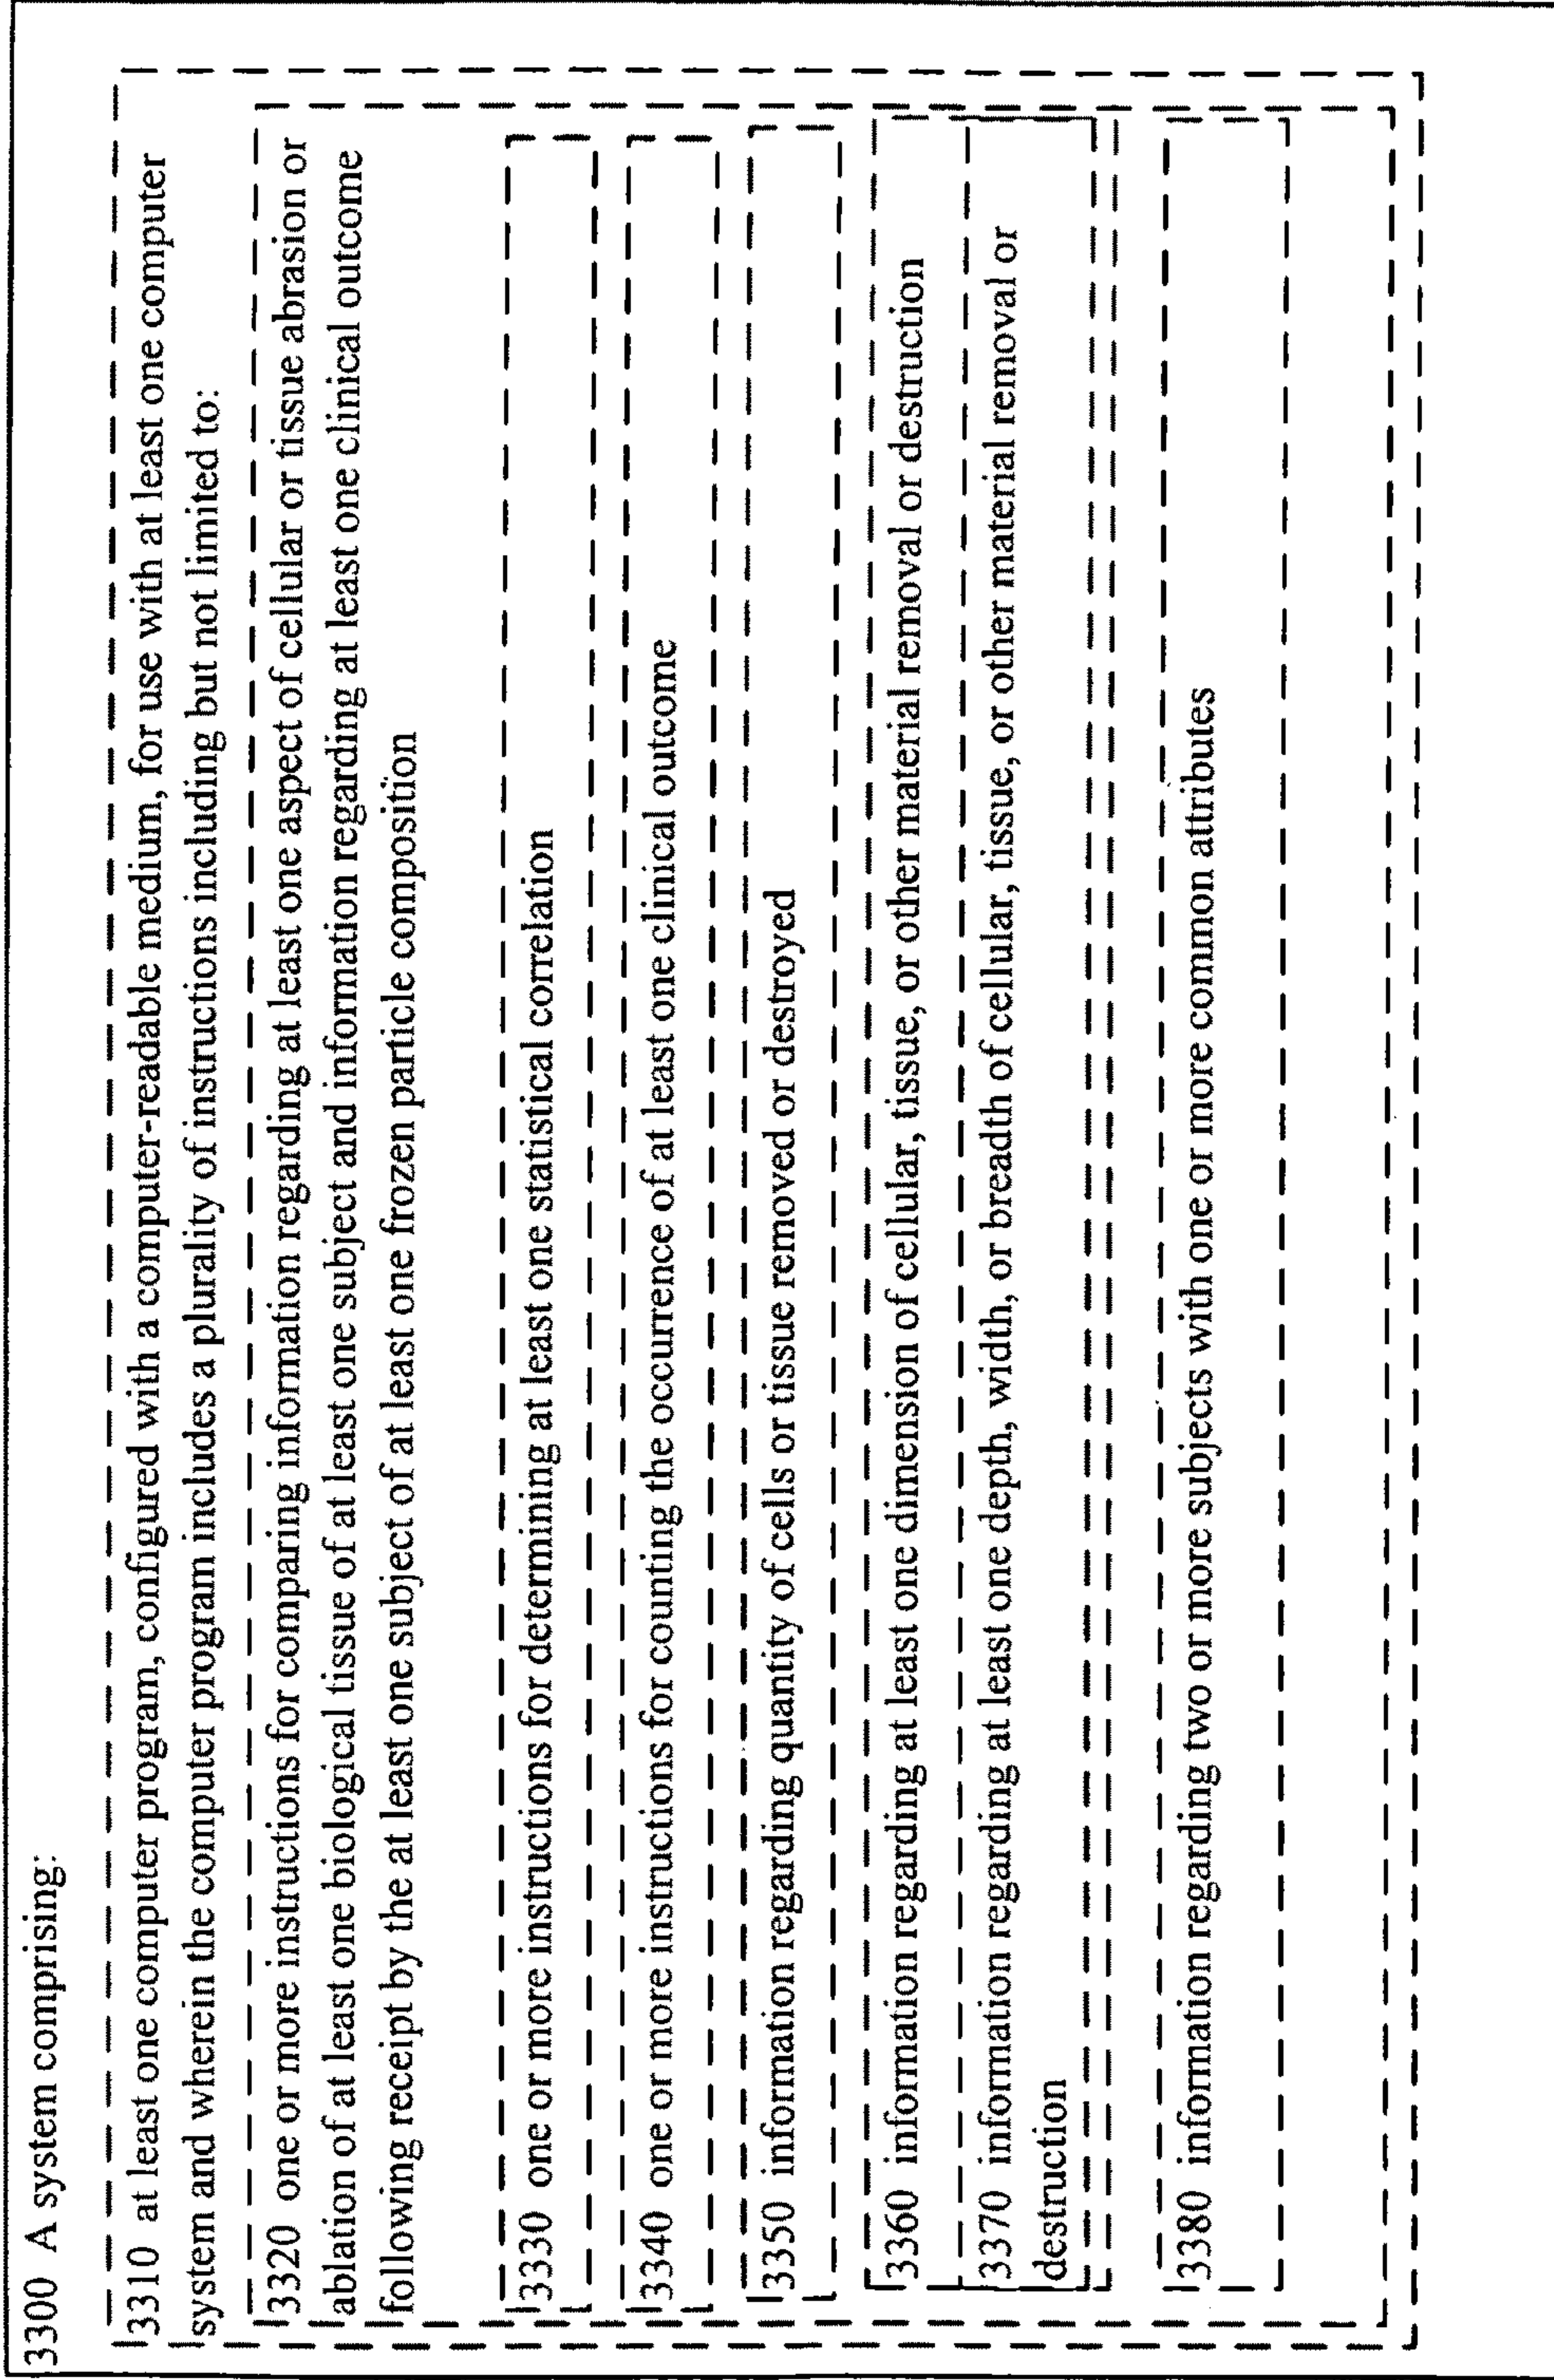 3300 A system comprising:
3310 at least one computer program, configured with a computer-readable medium, for use with at least one computer
system and wherein the computer program includes a plurality of instructions including but not limited to:
3320 one or more instructions for comparing information regarding at least one aspect of cellular or tissue abrasion or
ablation of at least one biological tissue of at least one subject and information regarding at least one clinical outcome
following receipt by the at least one subject of at least one frozen particle composition
3330 one or more instructions for determining at least one statistical correlation
3340 one or more instructions for counting the occurrence of at least one clinical outcome
3350 information regarding quantity of cells or tissue removed or destroyed
3360 information regarding at least one dimension of cellular, tissue, or other material removal or destruction
3370 information regarding at least one depth, width, or breadth of cellular, tissue, or other material removal or
destruction
3380 information regarding two or more subjects with one or more common attributes